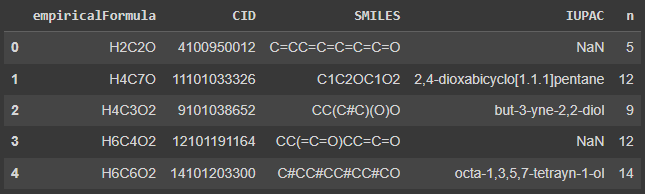 empiricalFormula CID SMILES IUPAC n
0 H2C2O 4100950012 C=CC=C=C=C=C=O NaN 5
1 H4C7O 11101033326 C1C2OC1O2 2,4-dioxabicyclo[1.1.1]pentane 12
2 H4C3O2 9101038652 CC(C#C)(O)O but-3-yne-2,2-diol 9
3 H6C4O2 12101191164 CC(=C=O)CC=C=O NaN 12
4 H6C6O2 14101203300 C#CC#CC#CC#CO octa-1,3,5,7-tetrayn-1-ol 14